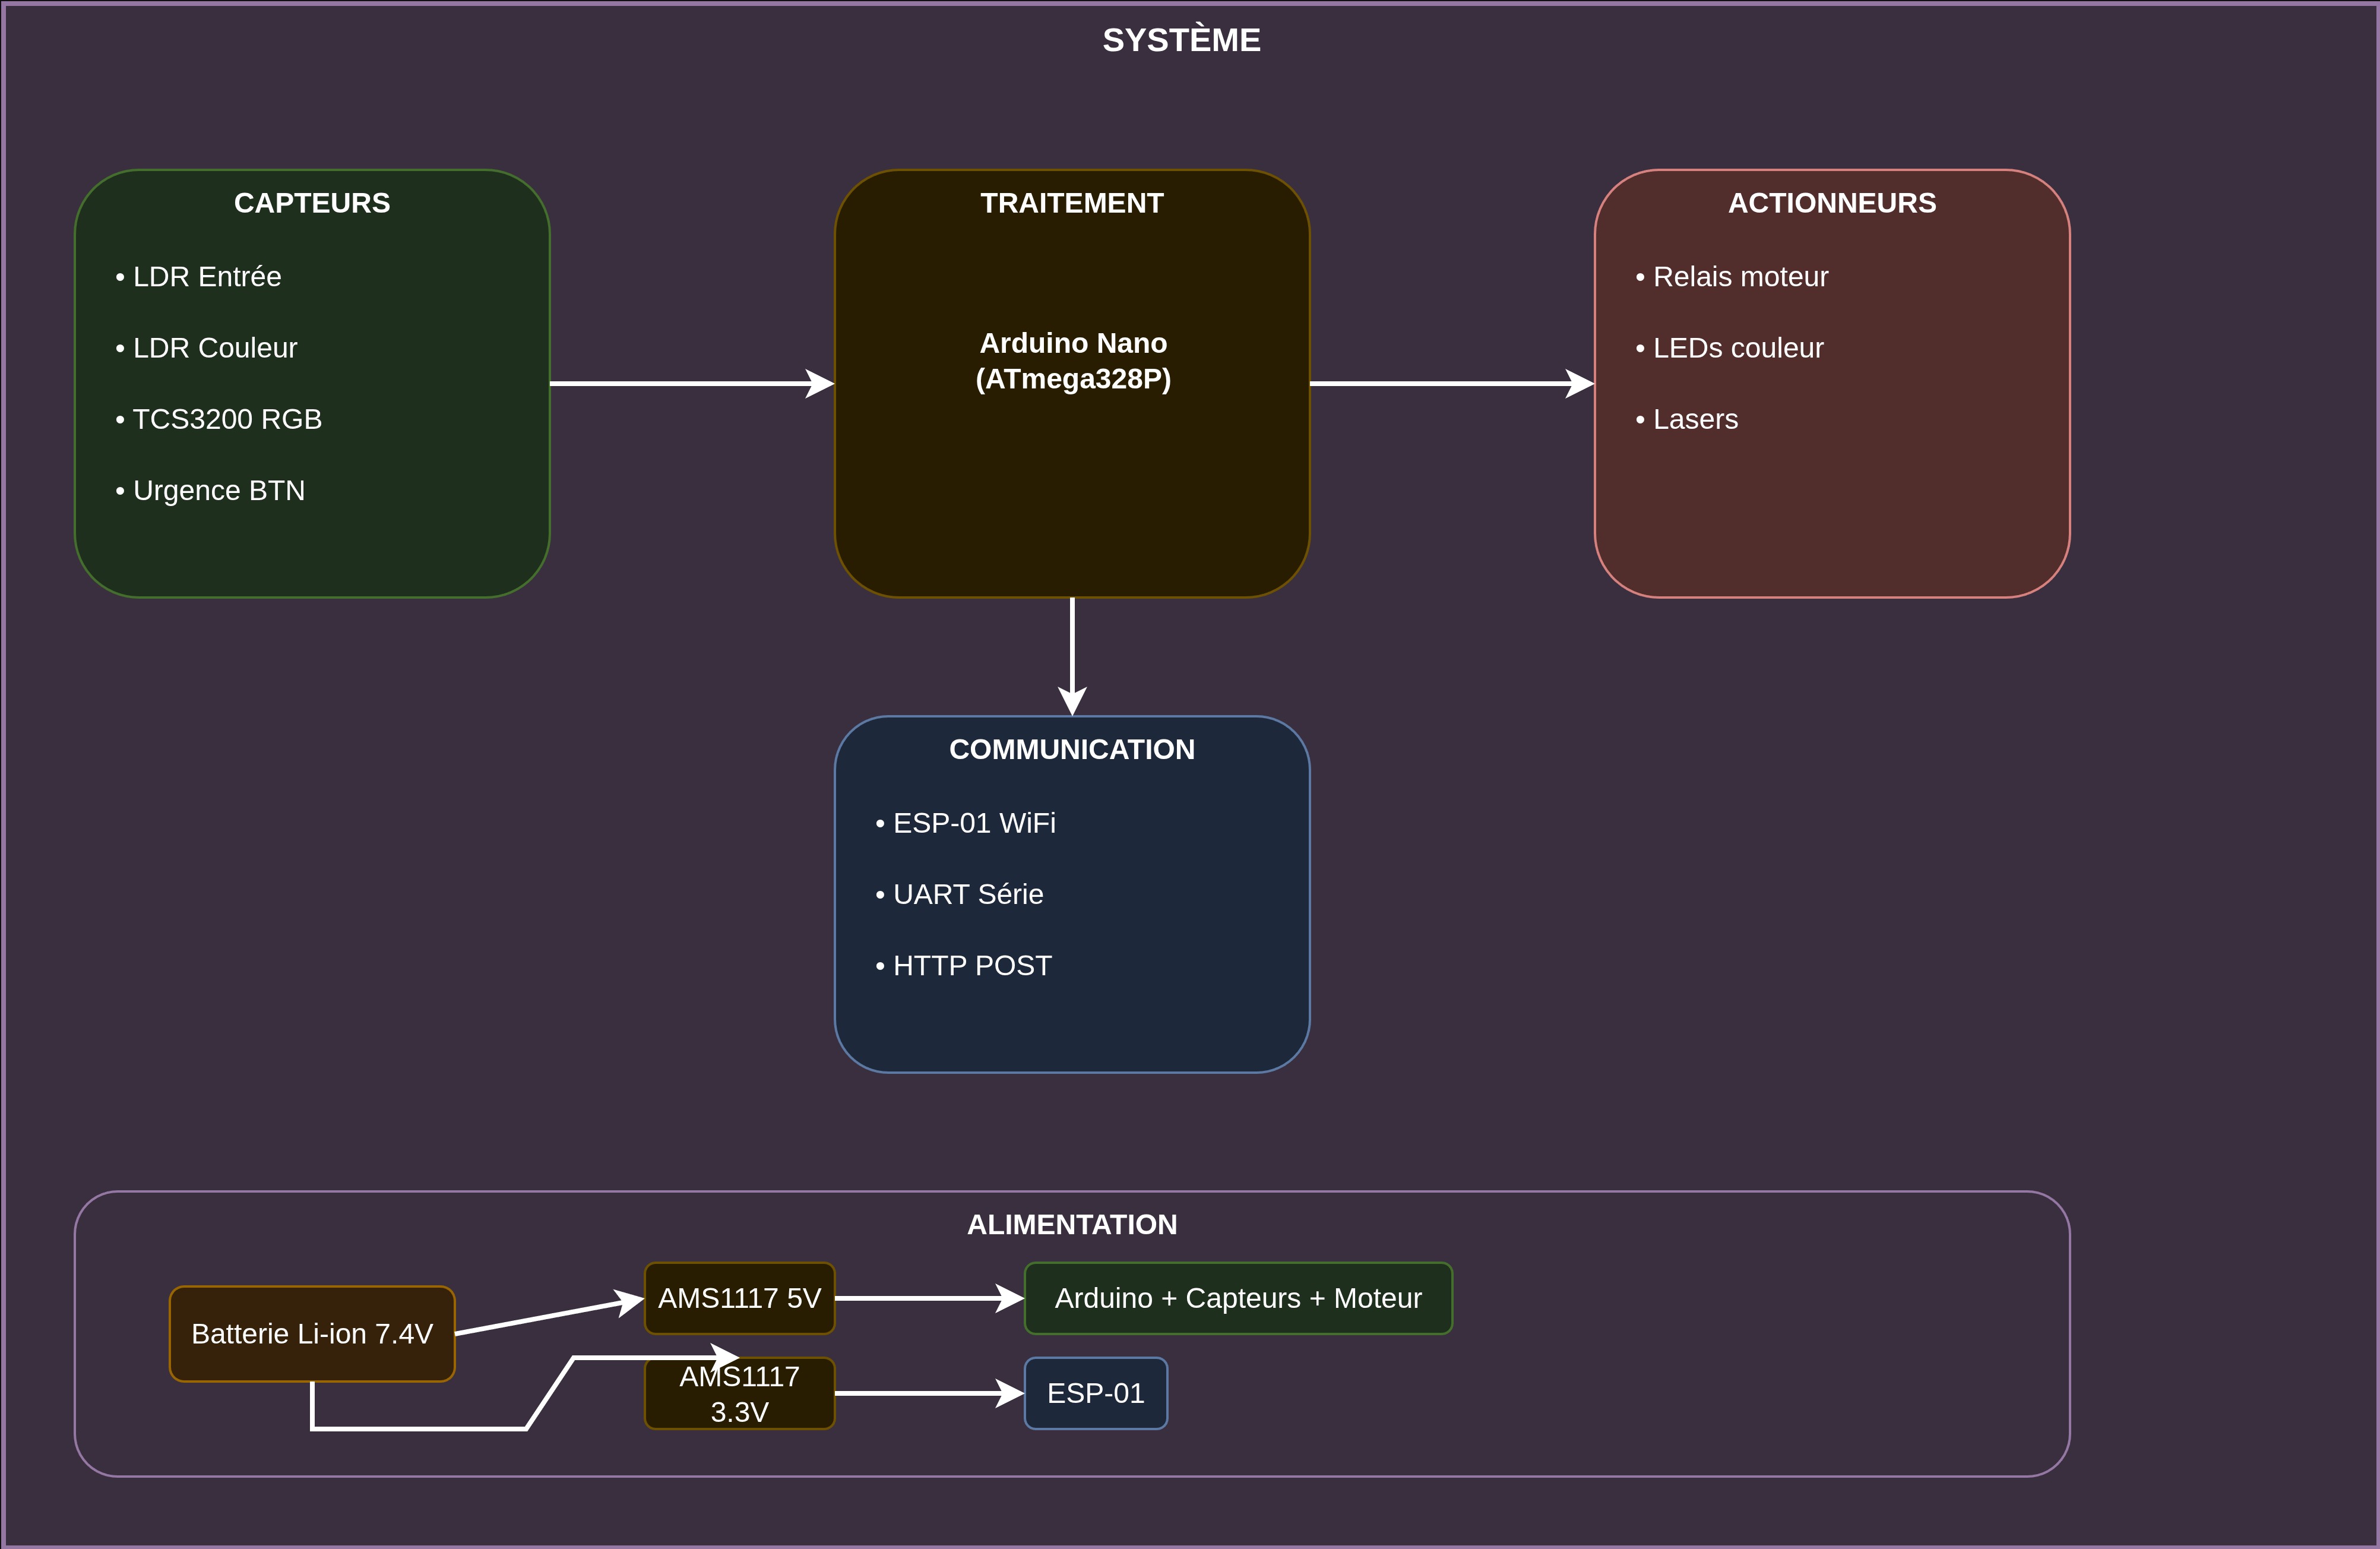 SYSTÈME
CAPTEURS
• LDR Entrée
• LDR Couleur
• TCS3200 RGB
• Urgence BTN
TRAITEMENT
Arduino Nano
(ATmega328P)
ACTIONNEURS
• Relais moteur
• LEDs couleur
• Lasers
COMMUNICATION
• ESP-01 WiFi
• UART Série
• HTTP POST
ALIMENTATION
Batterie Li-ion 7.4V
AMS1117 5V
Arduino + Capteurs + Moteur
AMS1117
3.3V
ESP-01